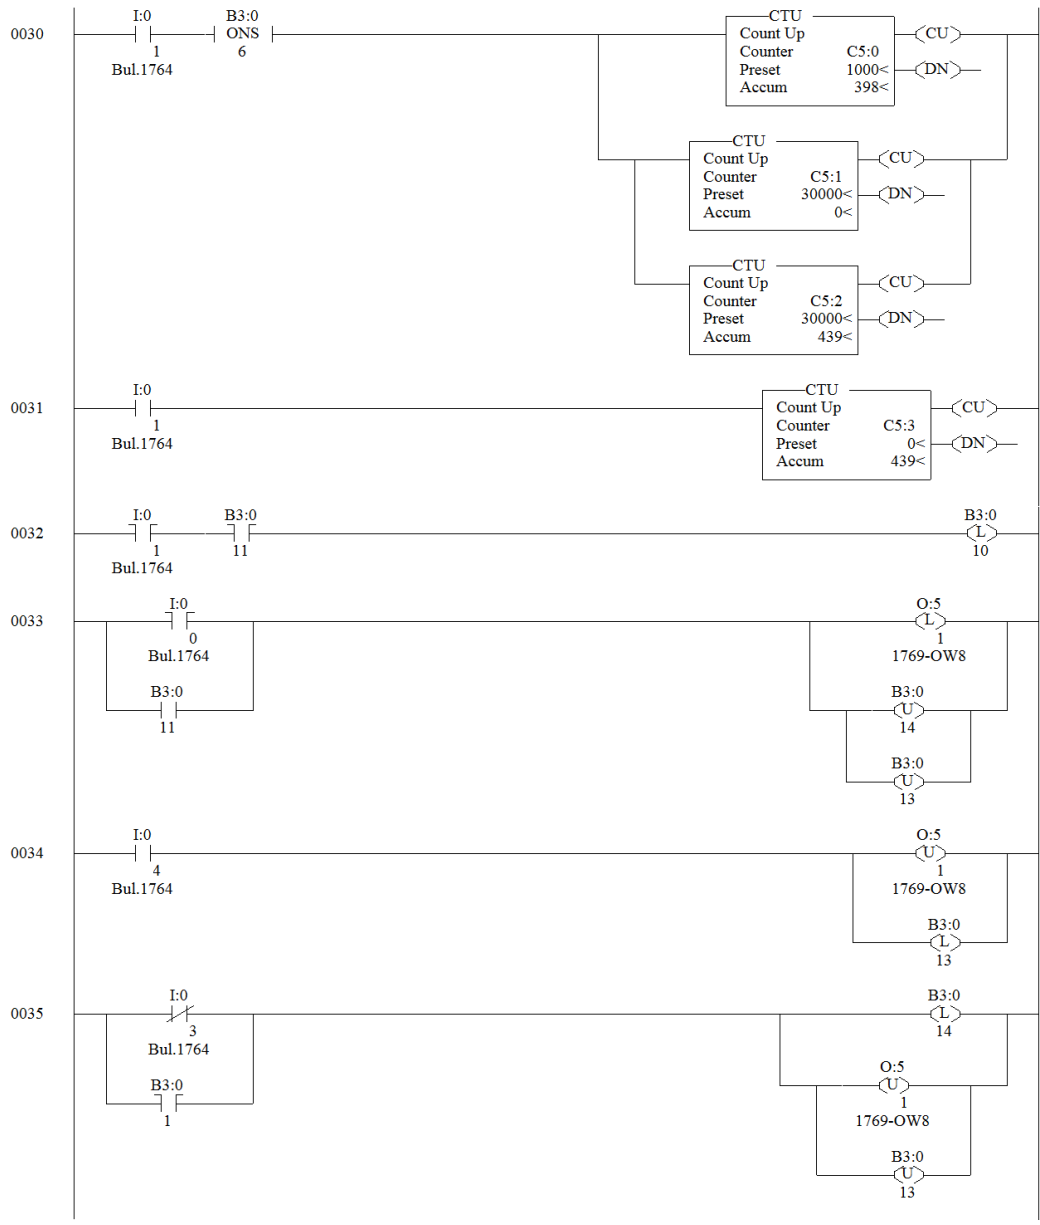 I:0 B3:0 CTU
0030 ONS Count Up CU
1 6 Counter C5:0
Bul.1764 Preset 1000< DN
Accum 398<
CTU
Count Up CU
Counter C5:1
Preset 30000< DN
Accum 0<
CTU
Count Up CU
Counter C5:2
Preset 30000< DN
Accum 439<
I:0 CTU
0031 Count Up CU
1 Counter C5:3
Bul.1764 Preset 0< DN
Accum 439<
I:0 B3:0 B3:0
0032 L
1 11 10
Bul.1764
I:0 O:5
0033 L
0 1
Bul.1764 1769-OW8
B3:0 B3:0
U
11 14
B3:0
U
13
I:0 O:5
0034 U
4 1
Bul.1764 1769-OW8
B3:0
L
13
I:0 B3:0
0035 L
3 14
Bul.1764
B3:0 O:5
U
1 1
1769-OW8
B3:0
U
13